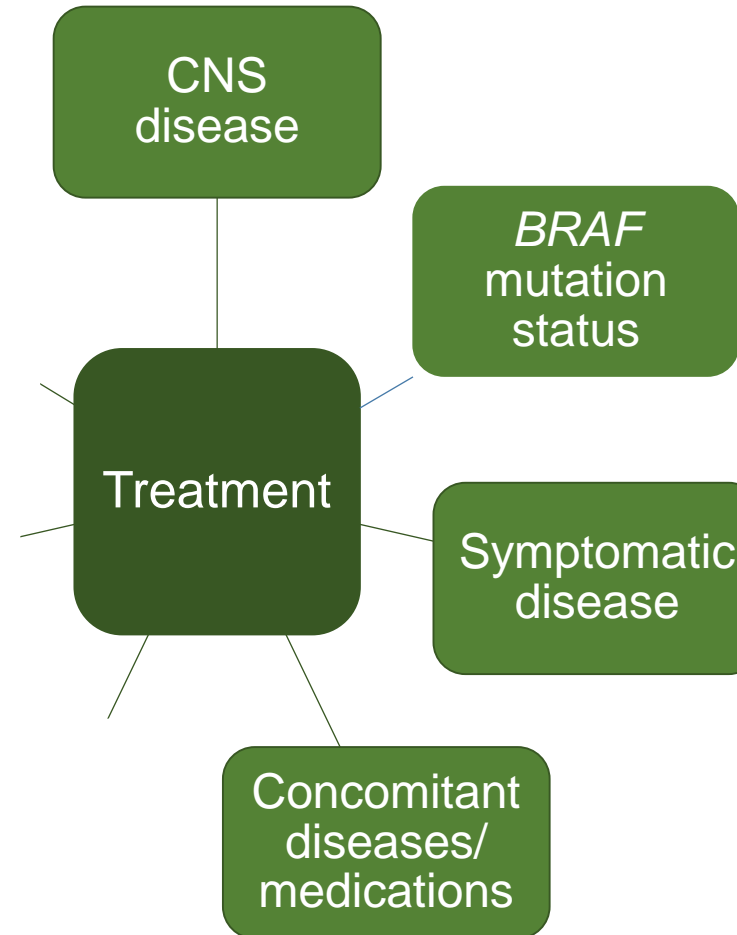 CNS
disease
BRAF
mutation
status
Treatment
Symptomatic
disease
Concomitant
diseases/
medications